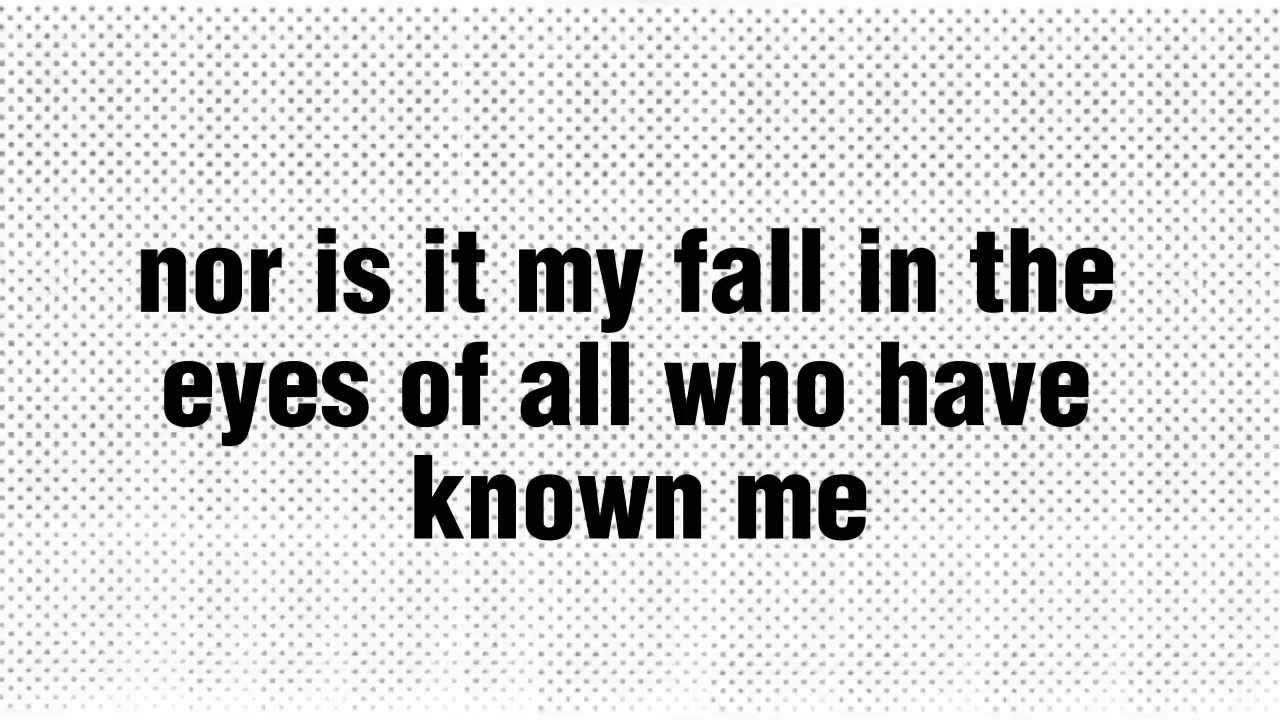 nor is it my fall in the
eyes of all who have
known me